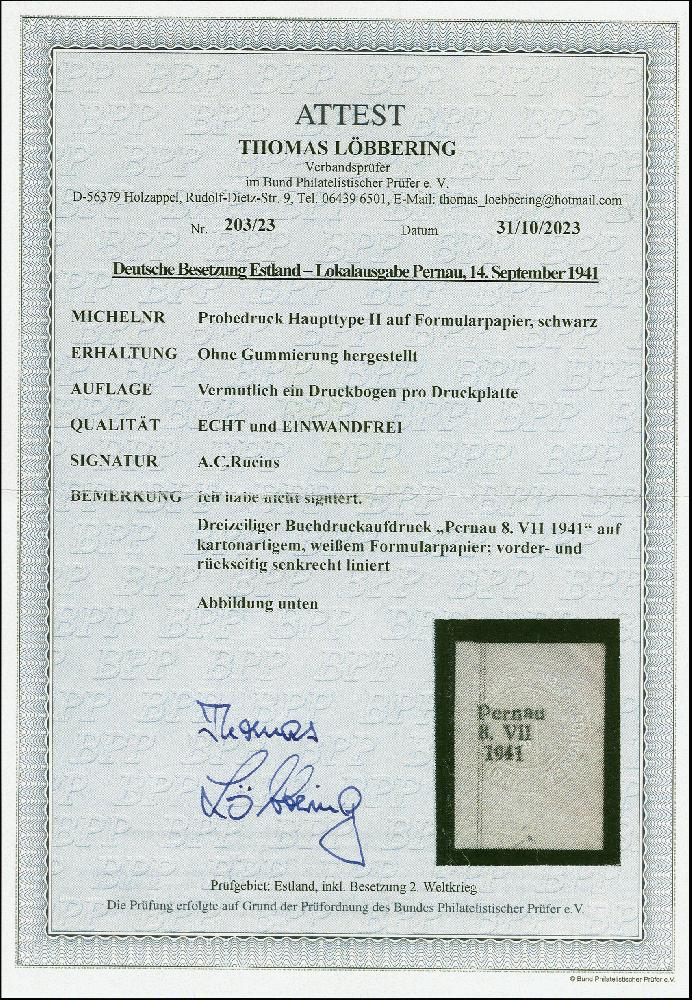 ATTEST
THOMAS LÖBBERING
Verbandsprüfer
im Bund Philatelistischer Prüfer e. V.
D-56379 Holzappel, Rudolf-Dietz-Str. 9, Tel. 06439 6501, E-Mail: thomas_loebbering@hotmail.com
Nr. 203/23 Datum 31/10/2023
Deutsche Besetzung Estland – Lokalausgabe Pernau, 14. September 1941
MICHELNR Probedruck Haupttype II auf Formularpapier, schwarz
ERHALTUNG Ohne Gummierung hergestellt
AUFLAGE Vermutlich ein Druckbogen pro Druckplatte
QUALITÄT ECHT und EINWANDFREI
SIGNATUR A.C.Rucins
BEMERKUNG Ich habe nicht signiert.
Dreizeiliger Buchdruckaufdruck „Pernau 8. VII 1941“ auf
kartonartigem, weißem Formularpapier; vorder- und
rückseitig senkrecht liniert
Abbildung unten
Pernau
8. VII
1941
Thomas
Löbbering
Prüfgebiet: Estland, inkl. Besetzung 2. Weltkrieg
Die Prüfung erfolgte auf Grund der Prüfordnung des Bundes Philatelistischer Prüfer e.V.
© Bund Philatelistischer Prüfer e.V.